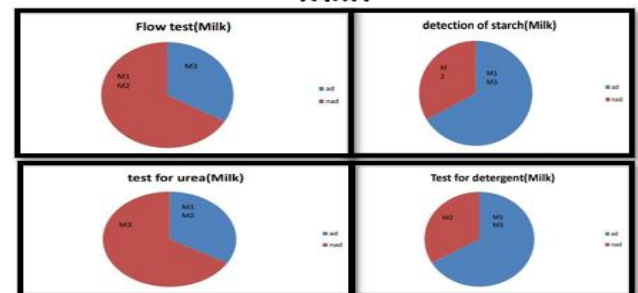 Flow test(Milk)
M3
M1
M2
ad
nad
detection of starch(Milk)
M
2
M1
M3
ad
nad
test for urea(Milk)
M1
M2
M3
ad
nad
Test for detergent(Milk)
M2
M1
M3
ad
nad